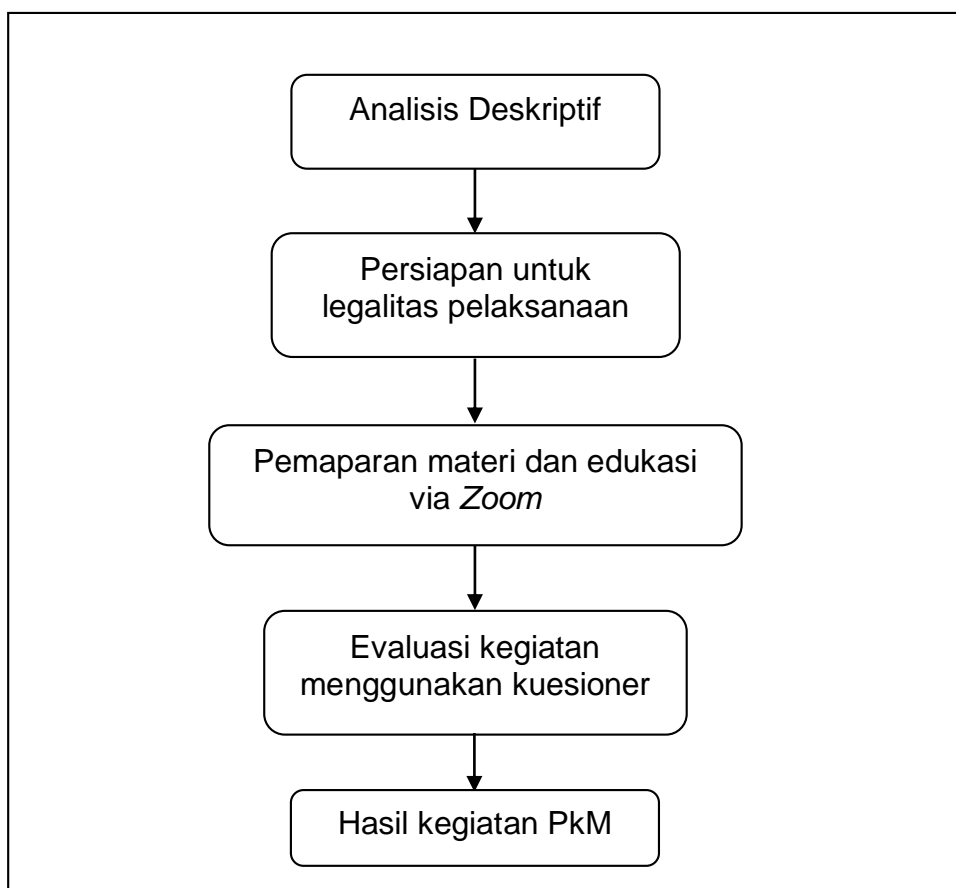 Analisis Deskriptif
Persiapan untuk
legalitas pelaksanaan
Pemaparan materi dan edukasi
via Zoom
Evaluasi kegiatan
menggunakan kuesioner
Hasil kegiatan PkM